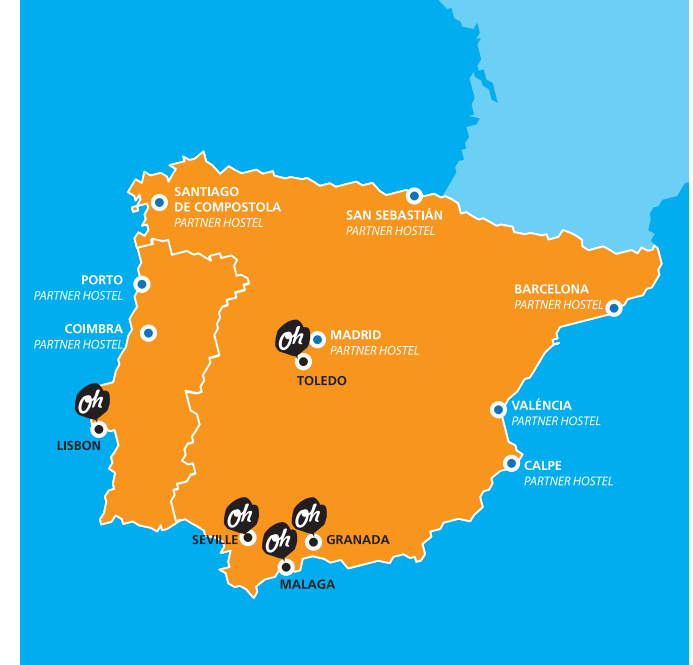 SANTIAGO
DE COMPOSTOLA
PARTNER HOSTEL
SAN SEBASTIÁN
PARTNER HOSTEL
PORTO
PARTNER HOSTEL
BARCELONA
PARTNER HOSTEL
COIMBRA
PARTNER HOSTEL
Oh
MADRID
PARTNER HOSTEL
TOLEDO
Oh
LISBON
VALÉNCIA
PARTNER HOSTEL
CALPE
PARTNER HOSTEL
Oh
SEVILLE
Oh
GRANADA
Oh
MALAGA